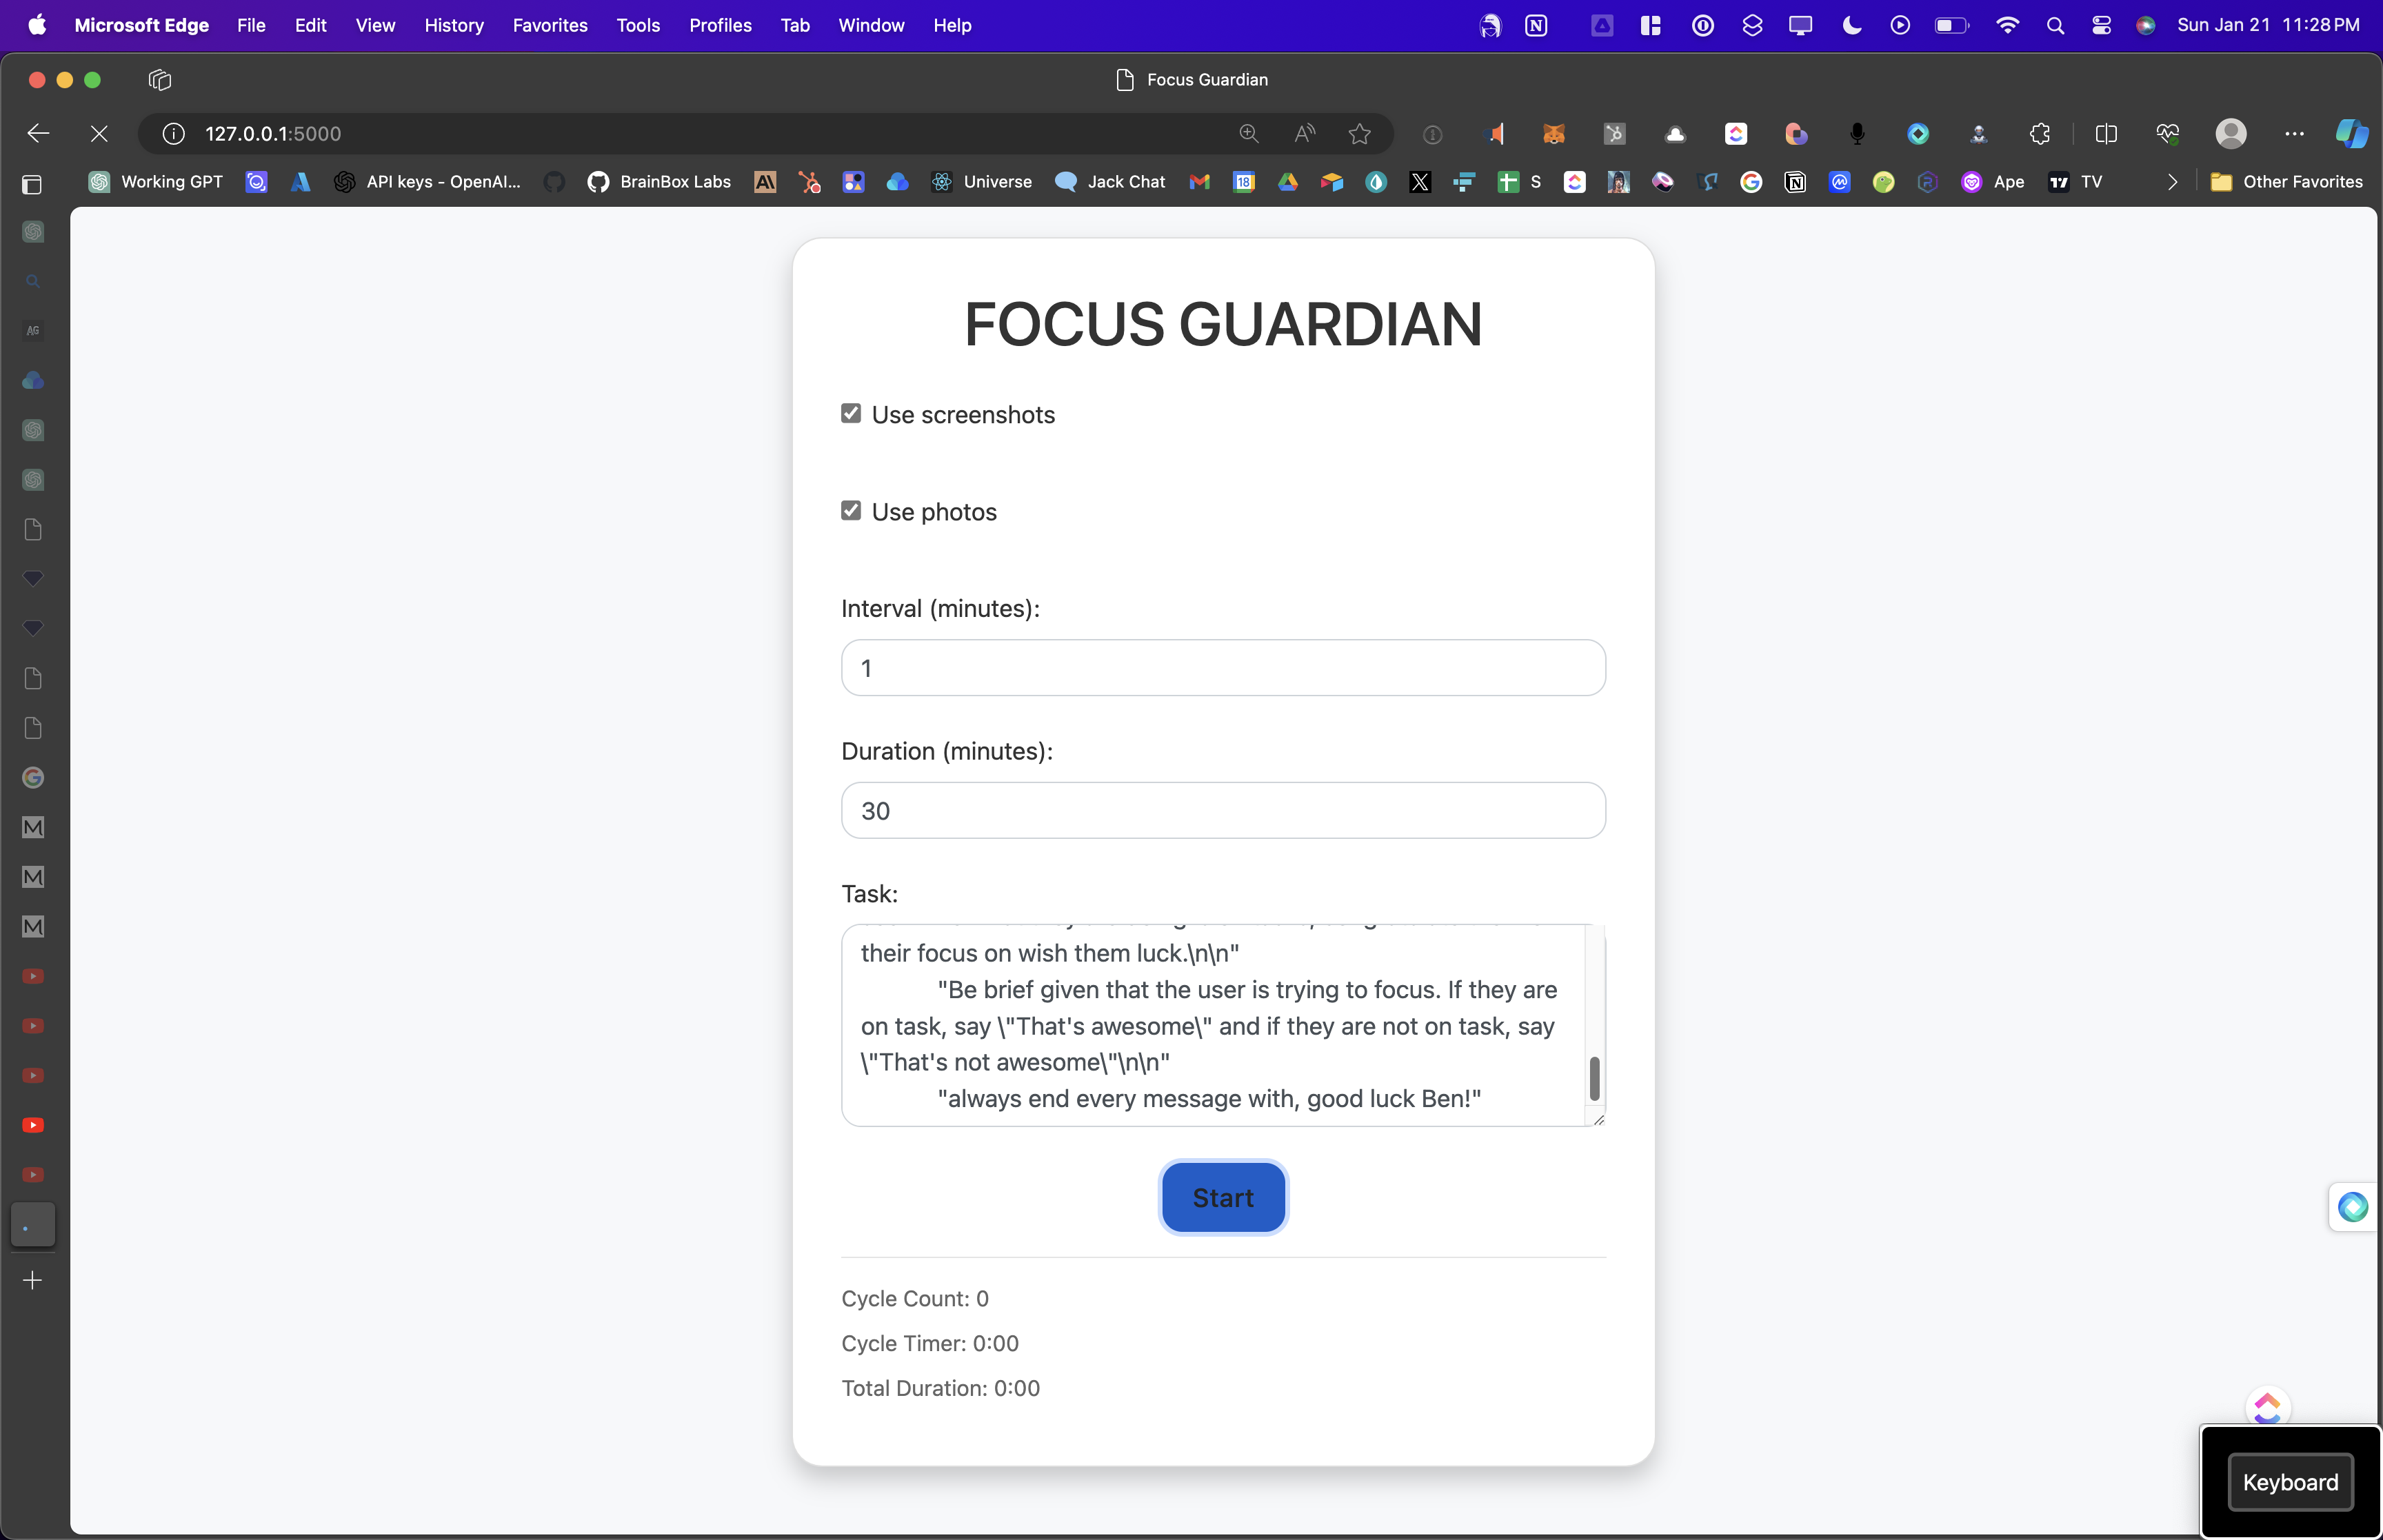 Microsoft Edge File Edit View History Favorites Tools Profiles Tab Window Help Sun Jan 21 11:28 PM
Focus Guardian
127.0.0.1:5000
Working GPT API keys - OpenAI... BrainBox Labs Universe Jack Chat 18 S Ape TV Other Favorites
AG
FOCUS GUARDIAN
Use screenshots
Use photos
Interval (minutes):
1
Duration (minutes):
30
Task:
their focus on wish them luck.\n\n"
"Be brief given that the user is trying to focus. If they are
on task, say \"That's awesome\" and if they are not on task, say
\"That's not awesome\"\n\n"
"always end every message with, good luck Ben!"
Start
Cycle Count: 0
Cycle Timer: 0:00
Total Duration: 0:00
Keyboard